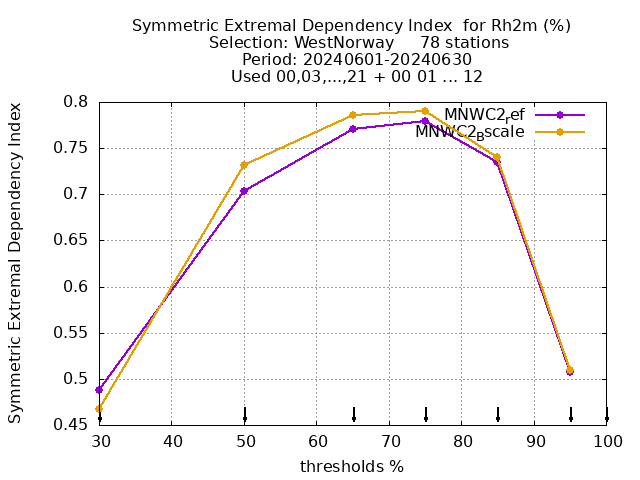 Symmetric Extremal Dependency Index  for Rh2m (%)
Selection: WestNorway     78 stations
Period: 20240601-20240630
Used 00,03,...,21 + 00 01 ... 12
Symmetric Extremal Dependency Index
0.8
0.75
0.7
0.65
0.6
0.55
0.5
0.45
MNWC2ref
MNWC2Bscale
30 40 50 60 70 80 90 100
thresholds %